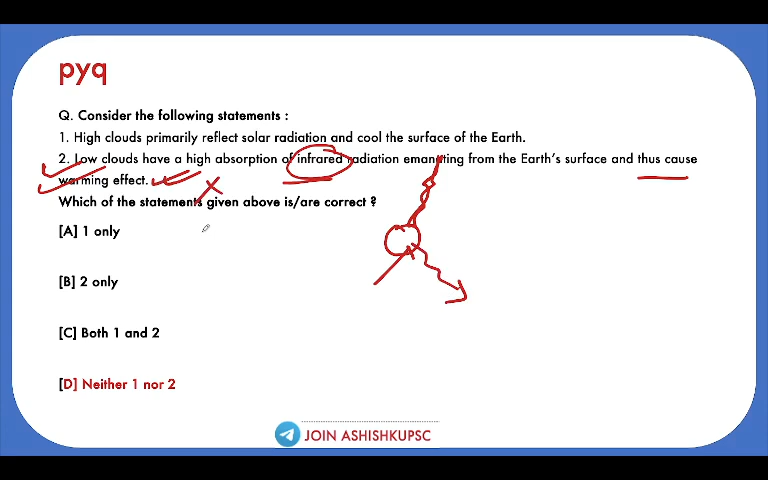 pyq
Q. Consider the following statements :
1. High clouds primarily reflect solar radiation and cool the surface of the Earth.
2. Low clouds have a high absorption of infrared radiation emanating from the Earth's surface and thus cause
warming effect.
Which of the statements given above is/are correct ?
[A] 1 only
[B] 2 only
[C] Both 1 and 2
[D] Neither 1 nor 2
JOIN ASHISHKUPSC